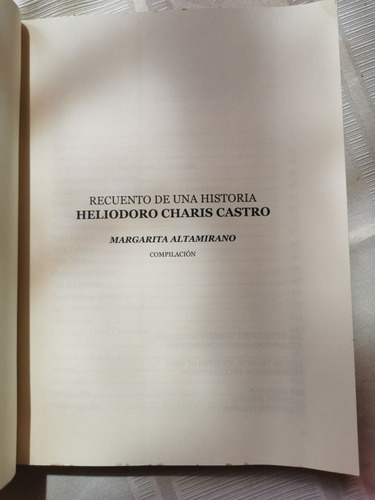 RECUENTO DE UNA HISTORIA
HELIODORO CHARIS CASTRO
MARGARITA ALTAMIRANO
COMPILACIÓN